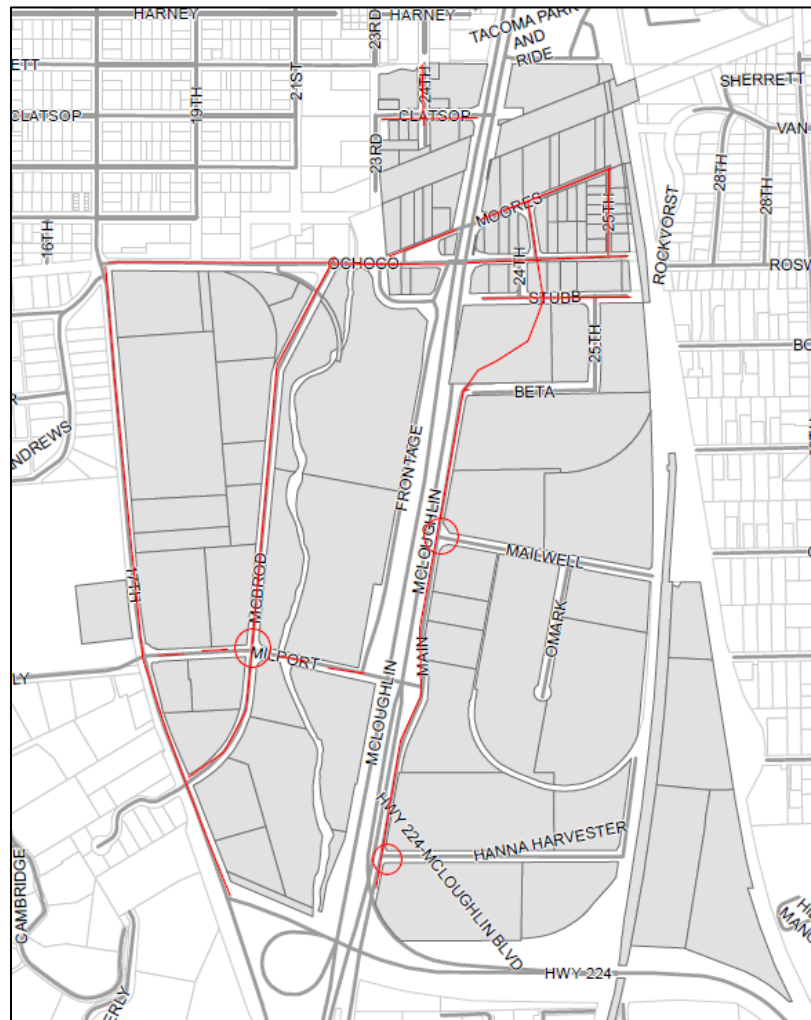 HARNEY
23RD
HARNEY
TACOMA PARK
AND
RIDE
ETT
19TH
21ST
24TH
SHERRETT
CLATSOP
CLATSOP
VAN
23RD
28TH
28TH
MOORES
25TH
ROCKVORST
16TH
OCHOCO
24TH
ROSW
STUBB
25TH
BO
BETA
NDREWS
FRONTAGE
MCLOUGHLIN
MAILWELL
17TH
MCBROD
OMARK
MAIN
MILPORT
LY
MCLOUGHLIN
HWY 224-MCLOUGHLIN BLVD
HANNA HARVESTER
CAMBRIDGE
HWY 224
ERLY